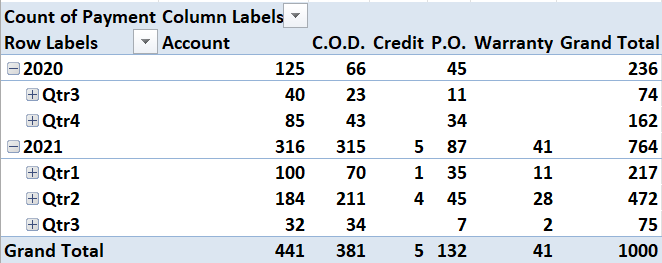 Count of Payment Column Labels
Row Labels Account C.O.D. Credit P.O. Warranty Grand Total
2020 125 66 45 236
Qtr3 40 23 11 74
Qtr4 85 43 34 162
2021 316 315 5 87 41 764
Qtr1 100 70 1 35 11 217
Qtr2 184 211 4 45 28 472
Qtr3 32 34 7 2 75
Grand Total 441 381 5 132 41 1000